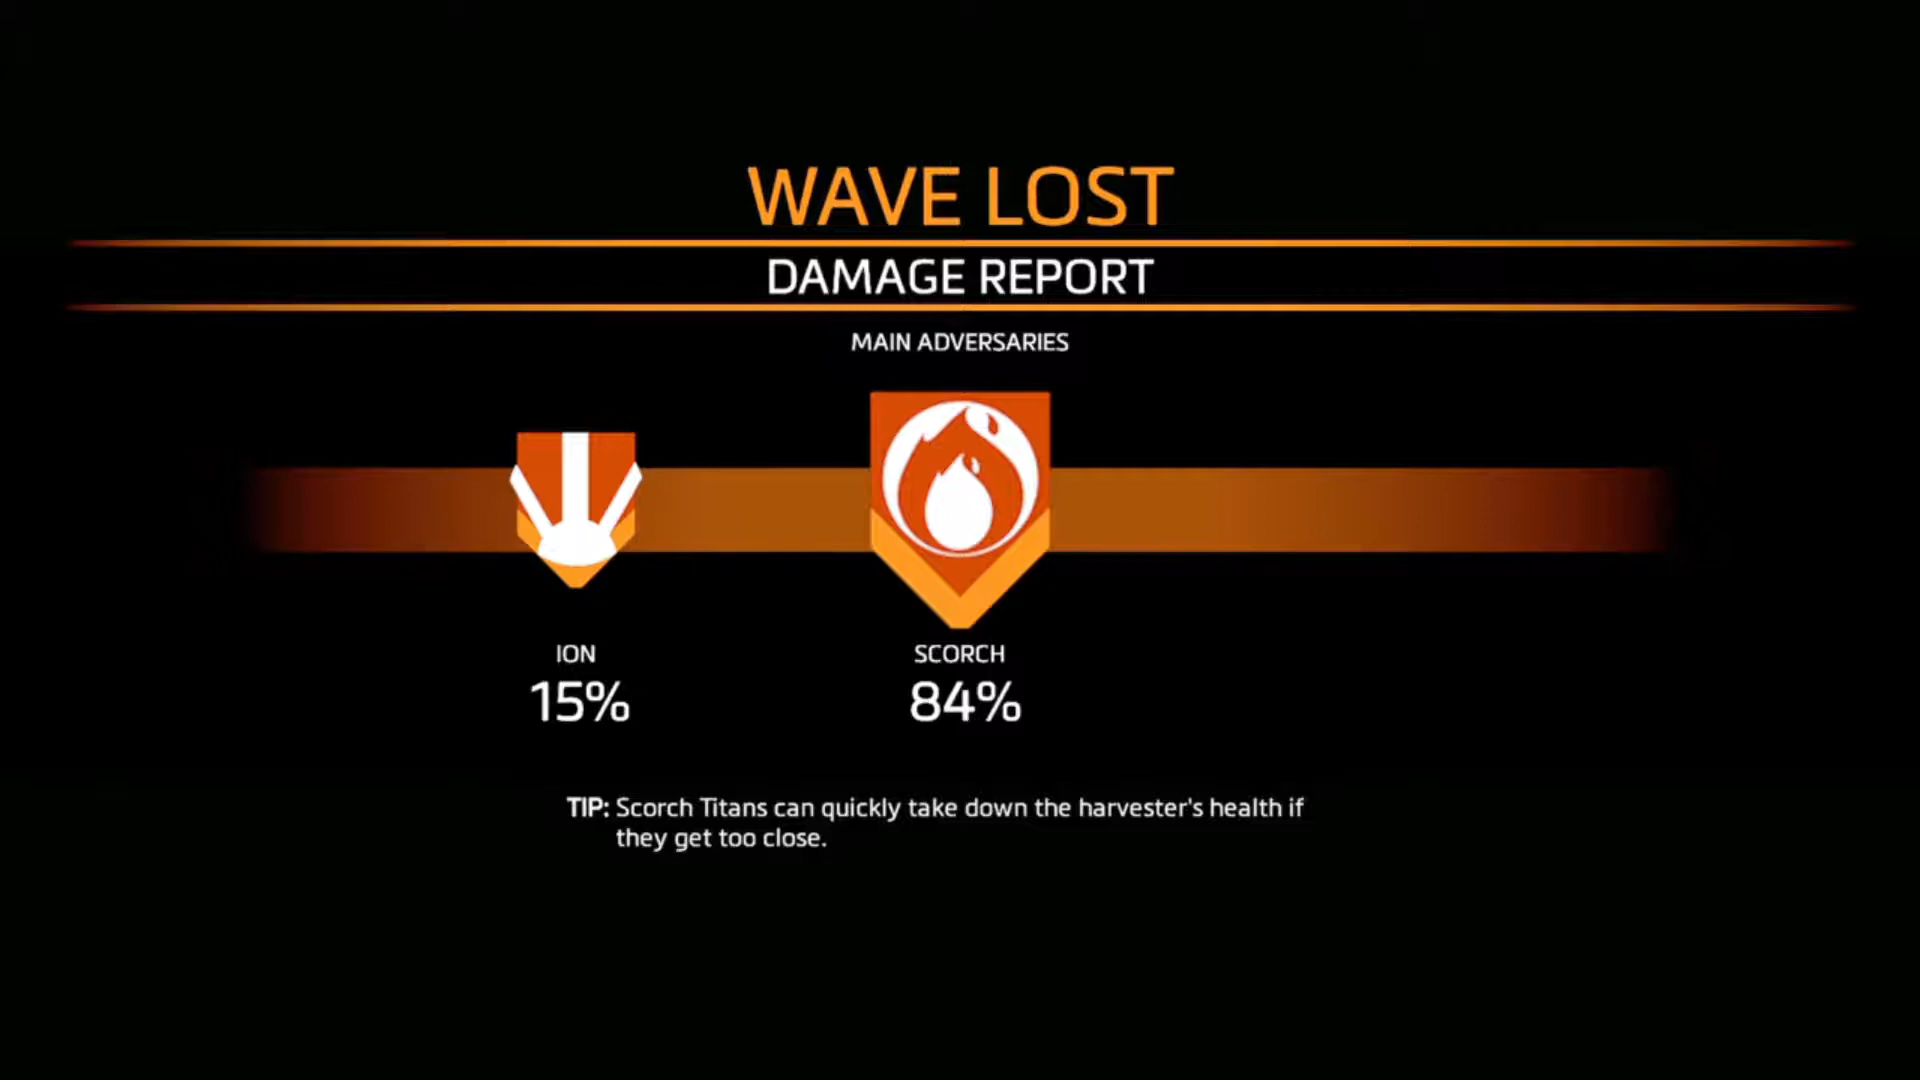 WAVE LOST
DAMAGE REPORT
MAIN ADVERSARIES
ION
15%
SCORCH
84%
TIP: Scorch Titans can quickly take down the harvester's health if
they get too close.